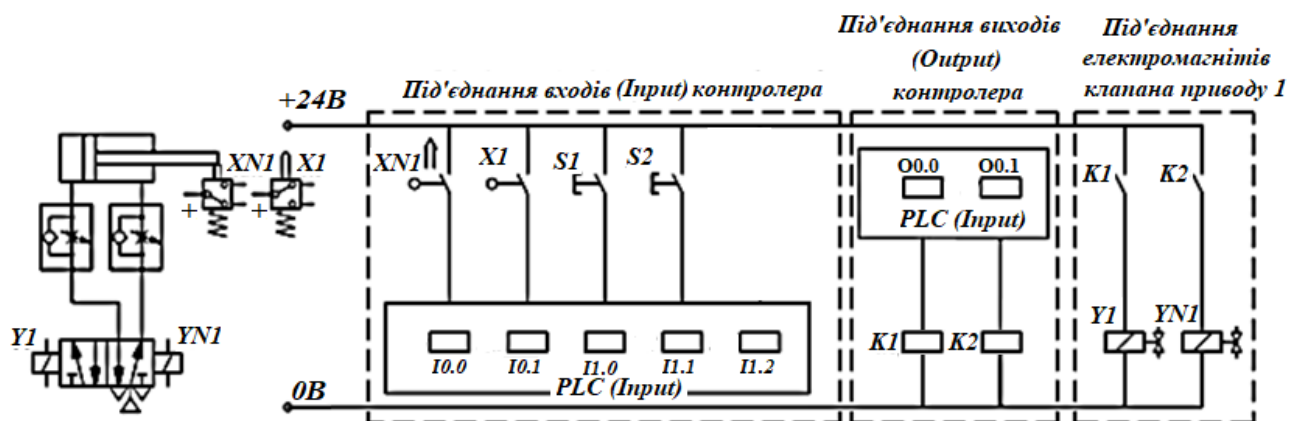 Під'єднання виходів
(Output)
контролера
Під'єднання
електромагнітів
клапана приводу 1
Під'єднання входів (Input) контролера
+24В
XN1 X1
+ +
XN1
X1
S1
S2
O0.0
O0.1
PLC (Input)
K1
K2
Y1
YN1
I0.0
I0.1
I1.0
I1.1
I1.2
PLC (Input)
K1
K2
Y1
YN1
0В